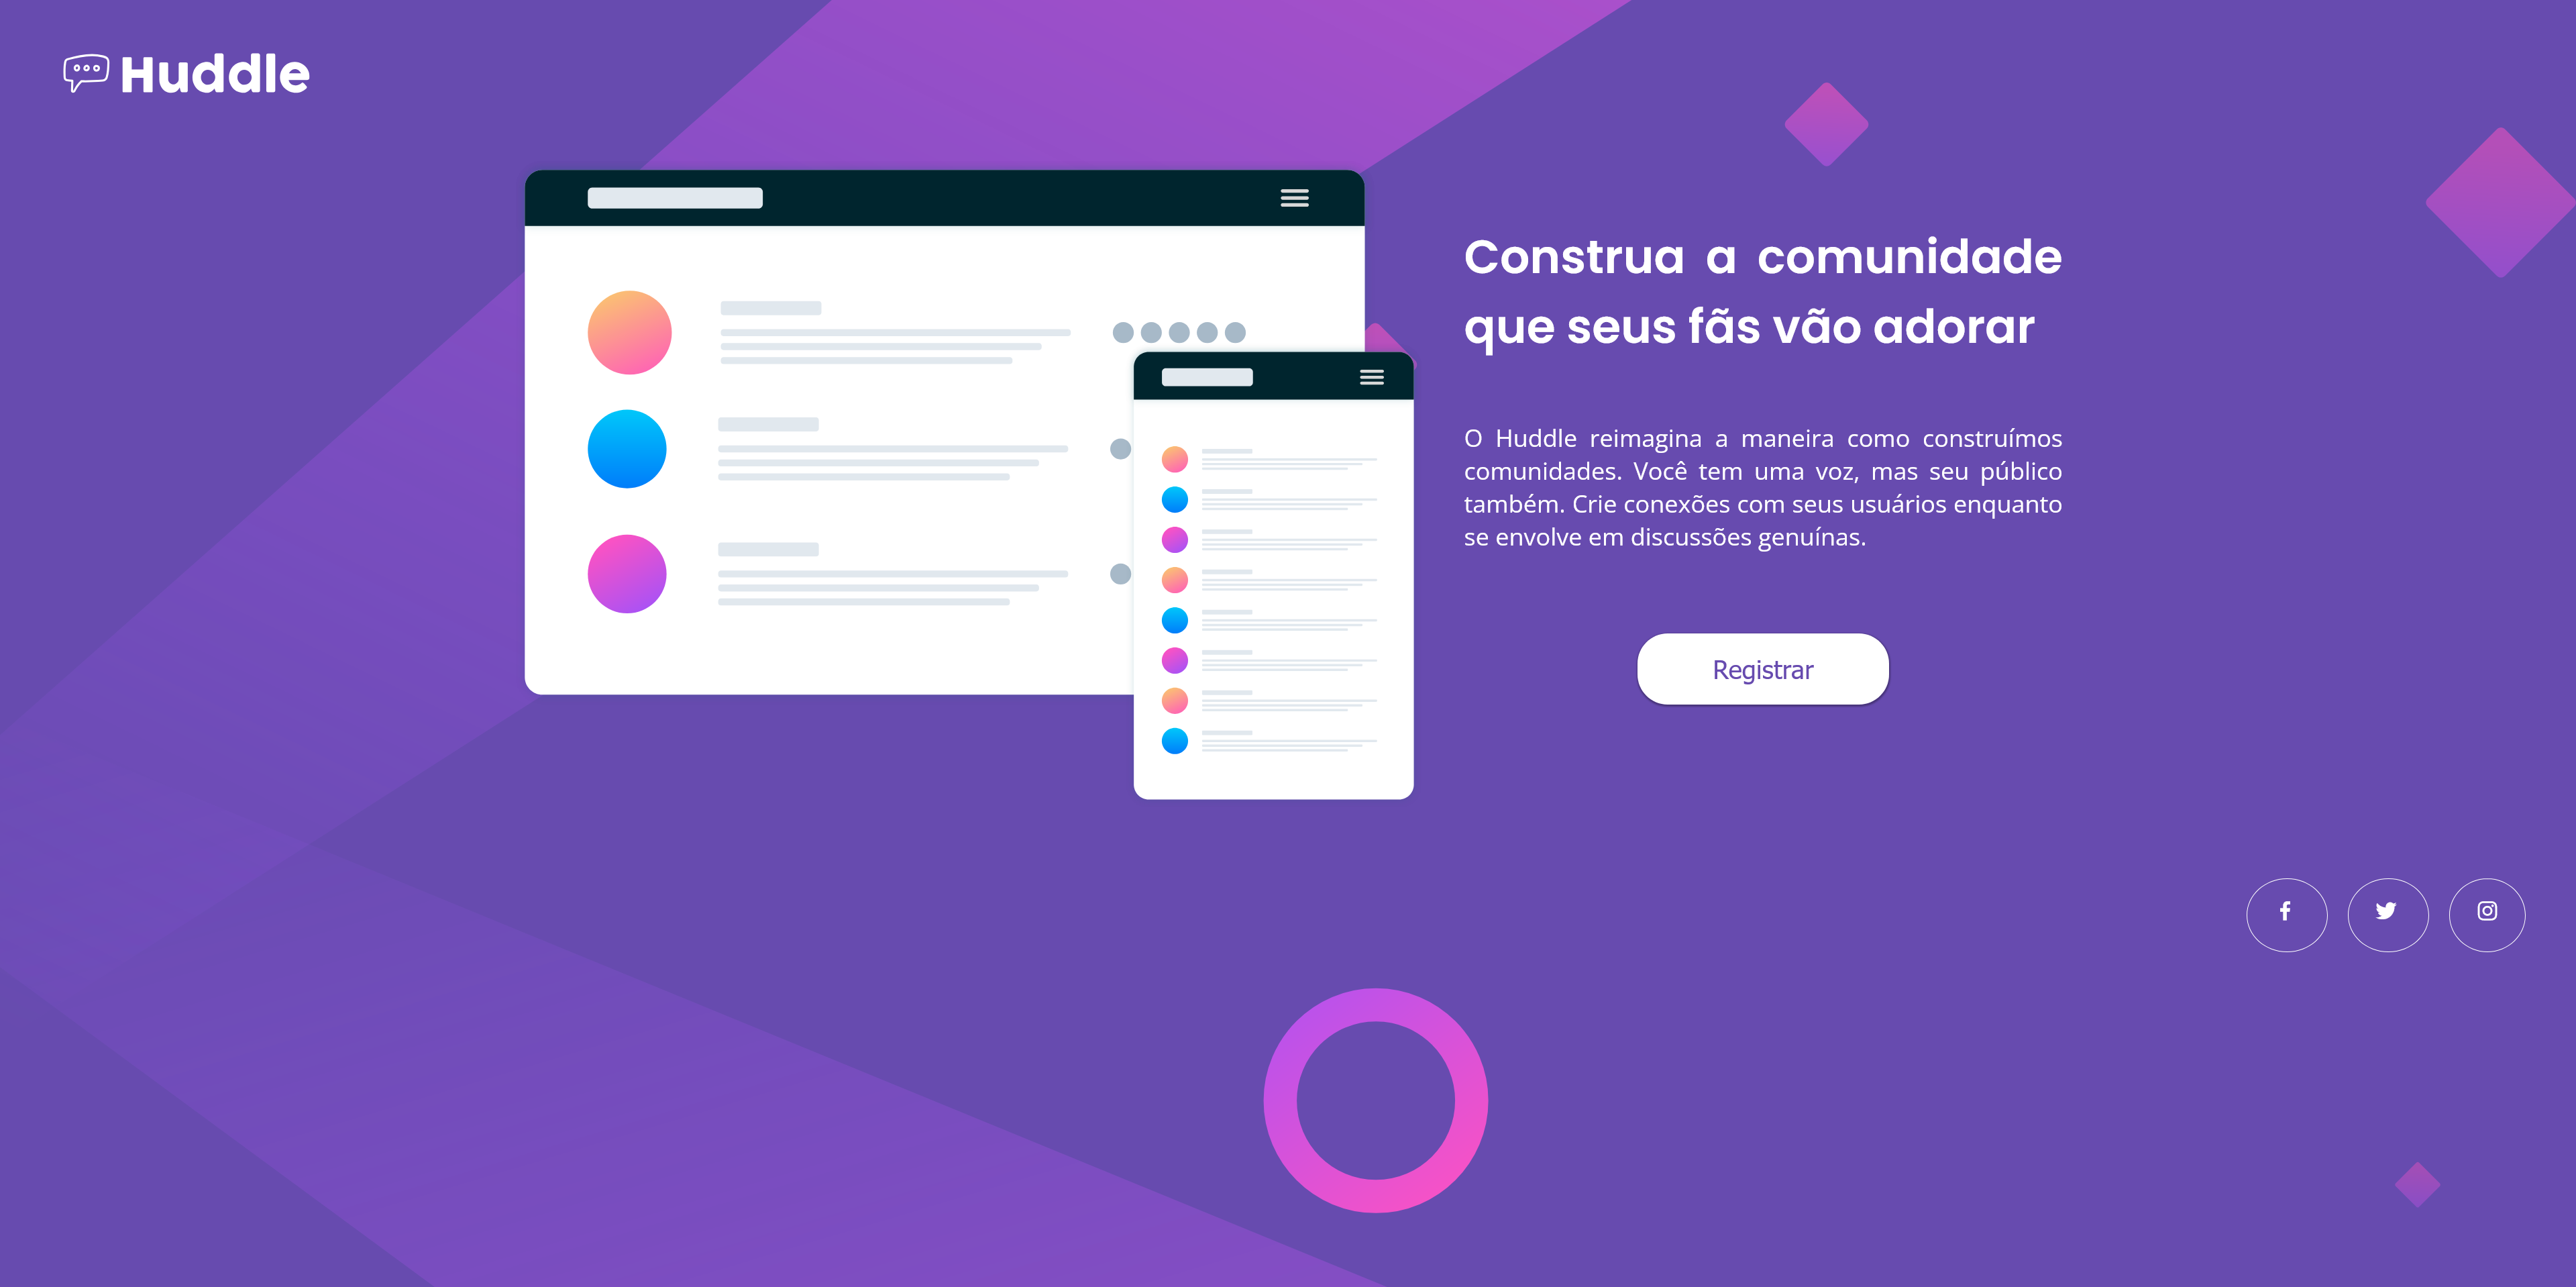 Huddle
Construa a comunidade
que seus fãs vão adorar
O Huddle reimagina a maneira como construímos
comunidades. Você tem uma voz, mas seu público
também. Crie conexões com seus usuários enquanto
se envolve em discussões genuínas.
Registrar